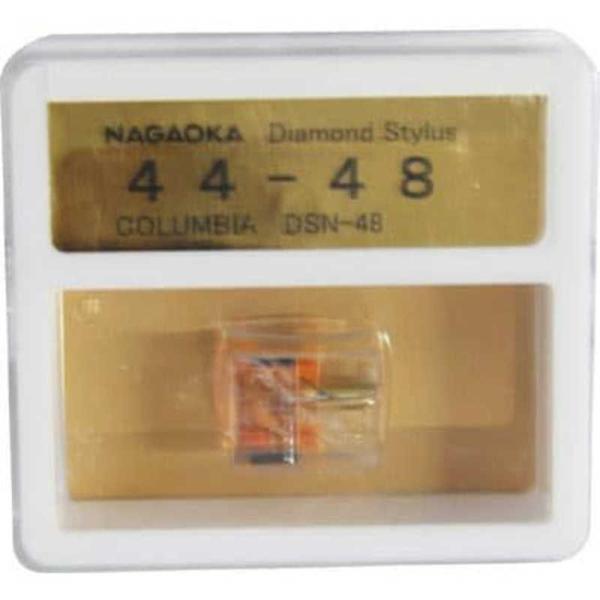 NAGAOKA Diamond Stylus
44-48
COLUMBIA DSN-48